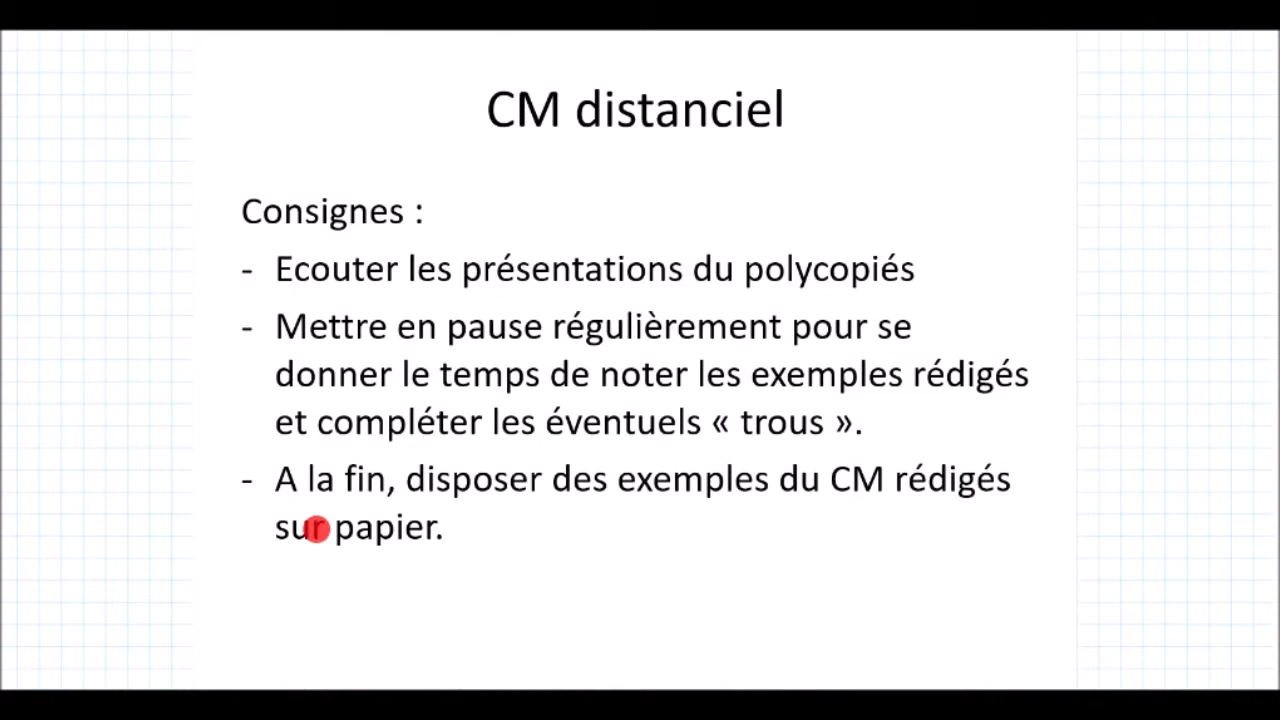 CM distanciel
Consignes :
- Ecouter les présentations du polycopiés
- Mettre en pause régulièrement pour se
donner le temps de noter les exemples rédigés
et compléter les éventuels « trous ».
- A la fin, disposer des exemples du CM rédigés
sur papier.